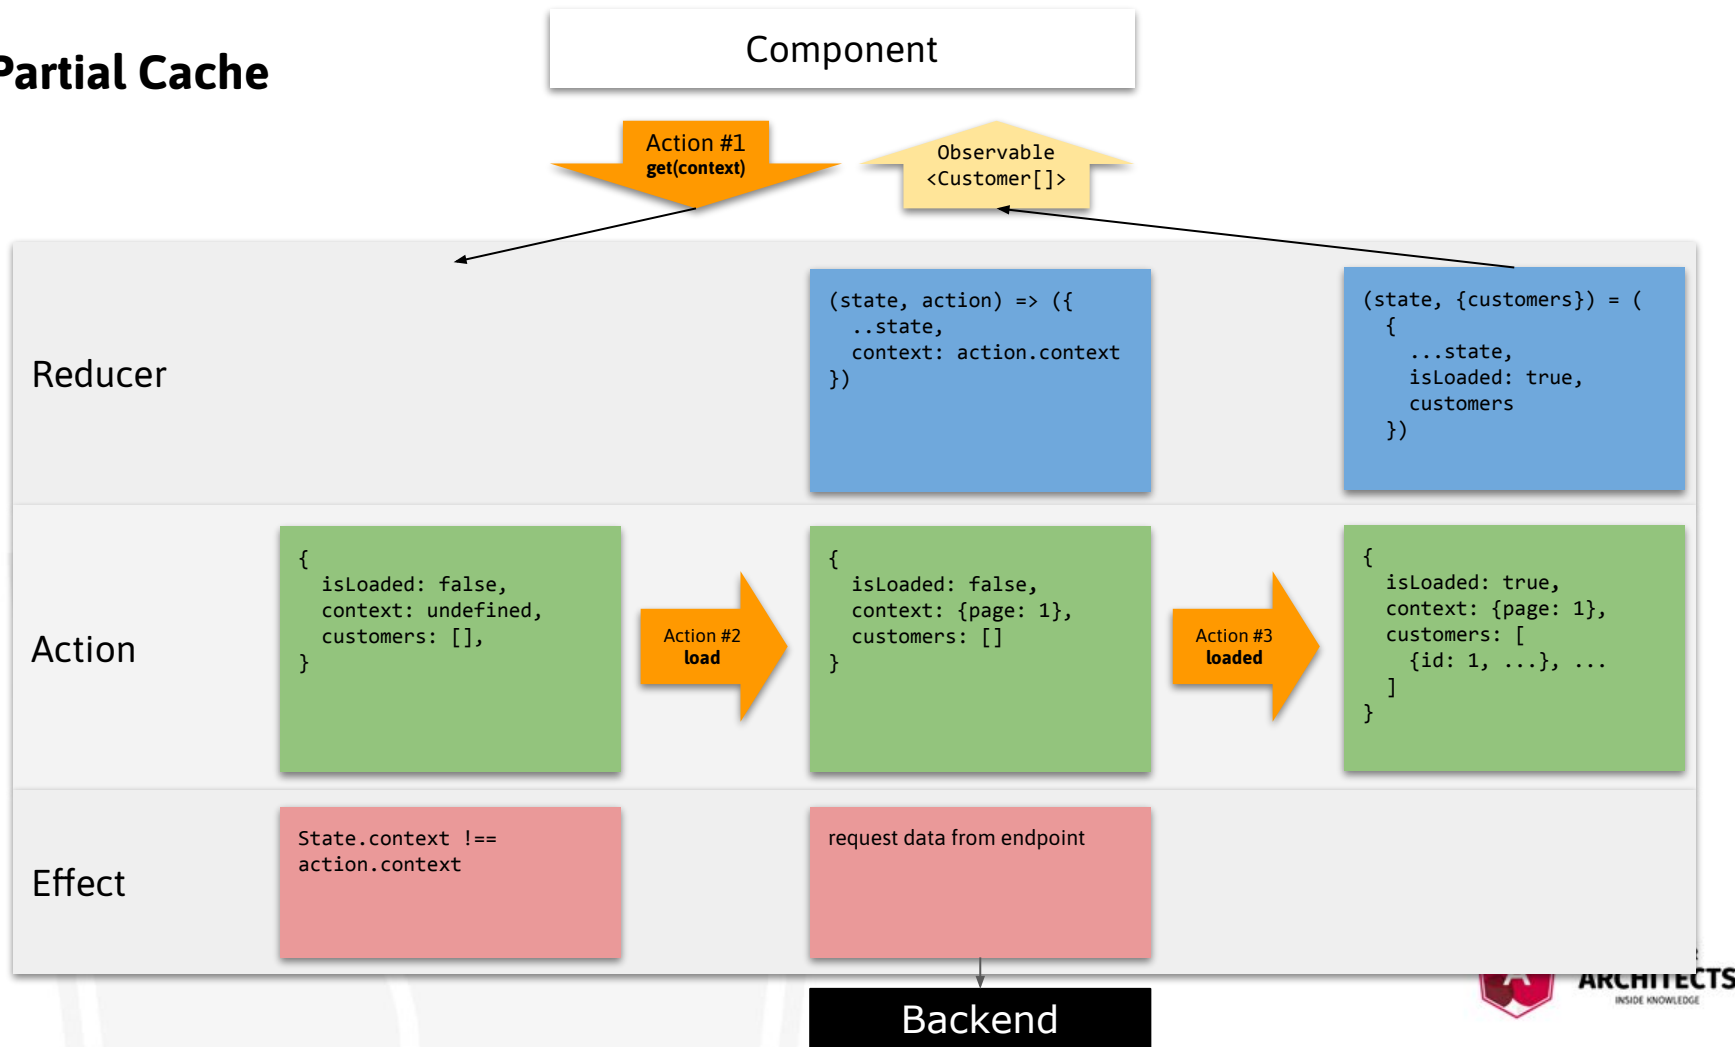 Partial Cache
Component
Action #1
get(context)
Observable
<Customer[]>
Reducer
(state, action) => ({
..state,
context: action.context
})
(state, {customers}) = (
{
...state,
isLoaded: true,
customers
})
Action
{
isLoaded: false,
context: undefined,
customers: [],
}
Action #2
load
{
isLoaded: false,
context: {page: 1},
customers: []
}
Action #3
loaded
{
isLoaded: true,
context: {page: 1},
customers: [
{id: 1, ...}, ...
]
}
Effect
State.context !==
action.context
request data from endpoint
Backend
A
ARCHITECTS
INSIDE KNOWLEDGE